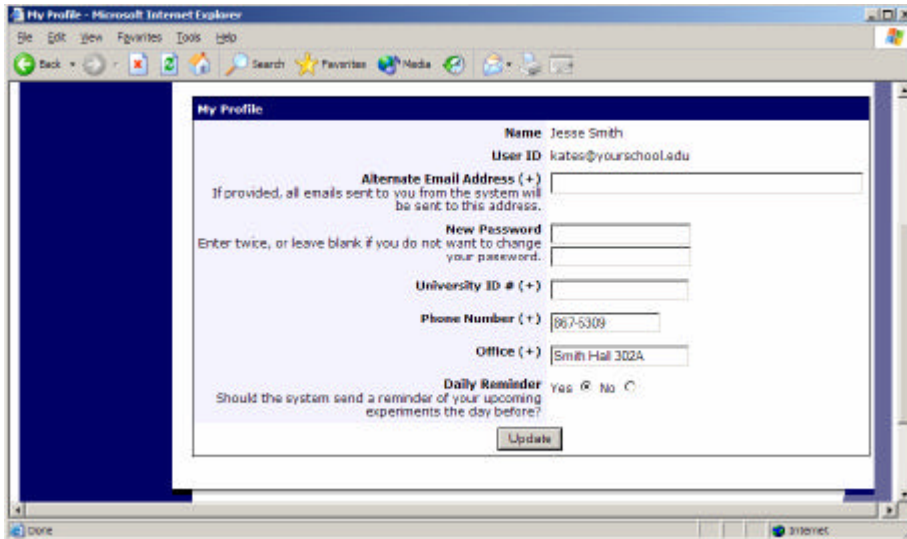 My Profile - Microsoft Internet Explorer
File Edit View Favorites Tools Help
Back Search Favorites Media
My Profile
Name Jesse Smith
User ID kates@yourschool.edu
Alternate Email Address (+)
If provided, all emails sent to you from the system will
be sent to this address.
New Password
Enter twice, or leave blank if you do not want to change
your password.
University ID # (+)
Phone Number (+) 867-5309
Office (+) Smith Hall 302A
Daily Reminder Yes No
Should the system send a reminder of your upcoming
experiments the day before?
Update
Done Internet